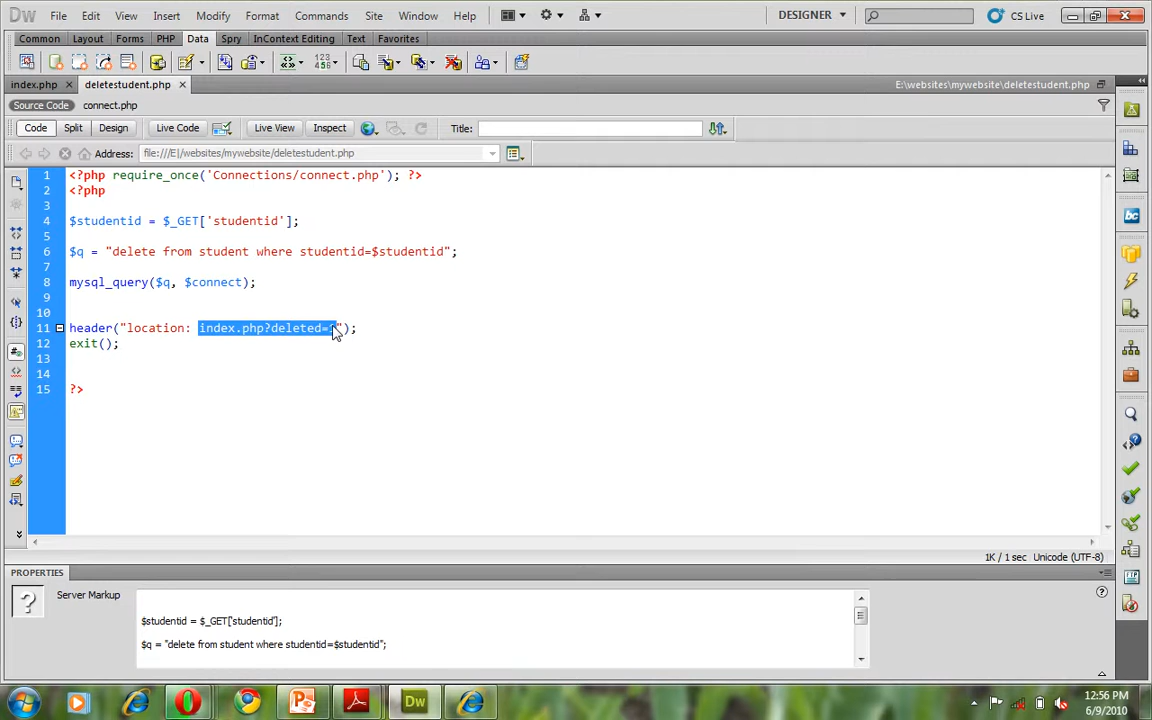 Dw File Edit View Insert Modify Format Commands Site Window Help DESIGNER CS Live
Common Layout Forms PHP Data Spry InContext Editing Text Favorites
index.php deletestudent.php E:\websites\mywebsite\deletestudent.php
Source Code connect.php
Code Split Design Live Code Live View Inspect Title:
Address: file:///E|/websites/mywebsite/deletestudent.php
1 <?php require_once('Connections/connect.php'); ?>
2 <?php
3
4 $studentid = $_GET['studentid'];
5
6 $q = "delete from student where studentid=$studentid";
7
8 mysql_query($q, $connect);
9
10
11 header("location: index.php?deleted=1");
12 exit();
13
14
15 ?>
1K / 1 sec Unicode (UTF-8)
PROPERTIES
? Server Markup
$studentid = $_GET['studentid'];
$q = "delete from student where studentid=$studentid";
Dw
12:56 PM
6/9/2010